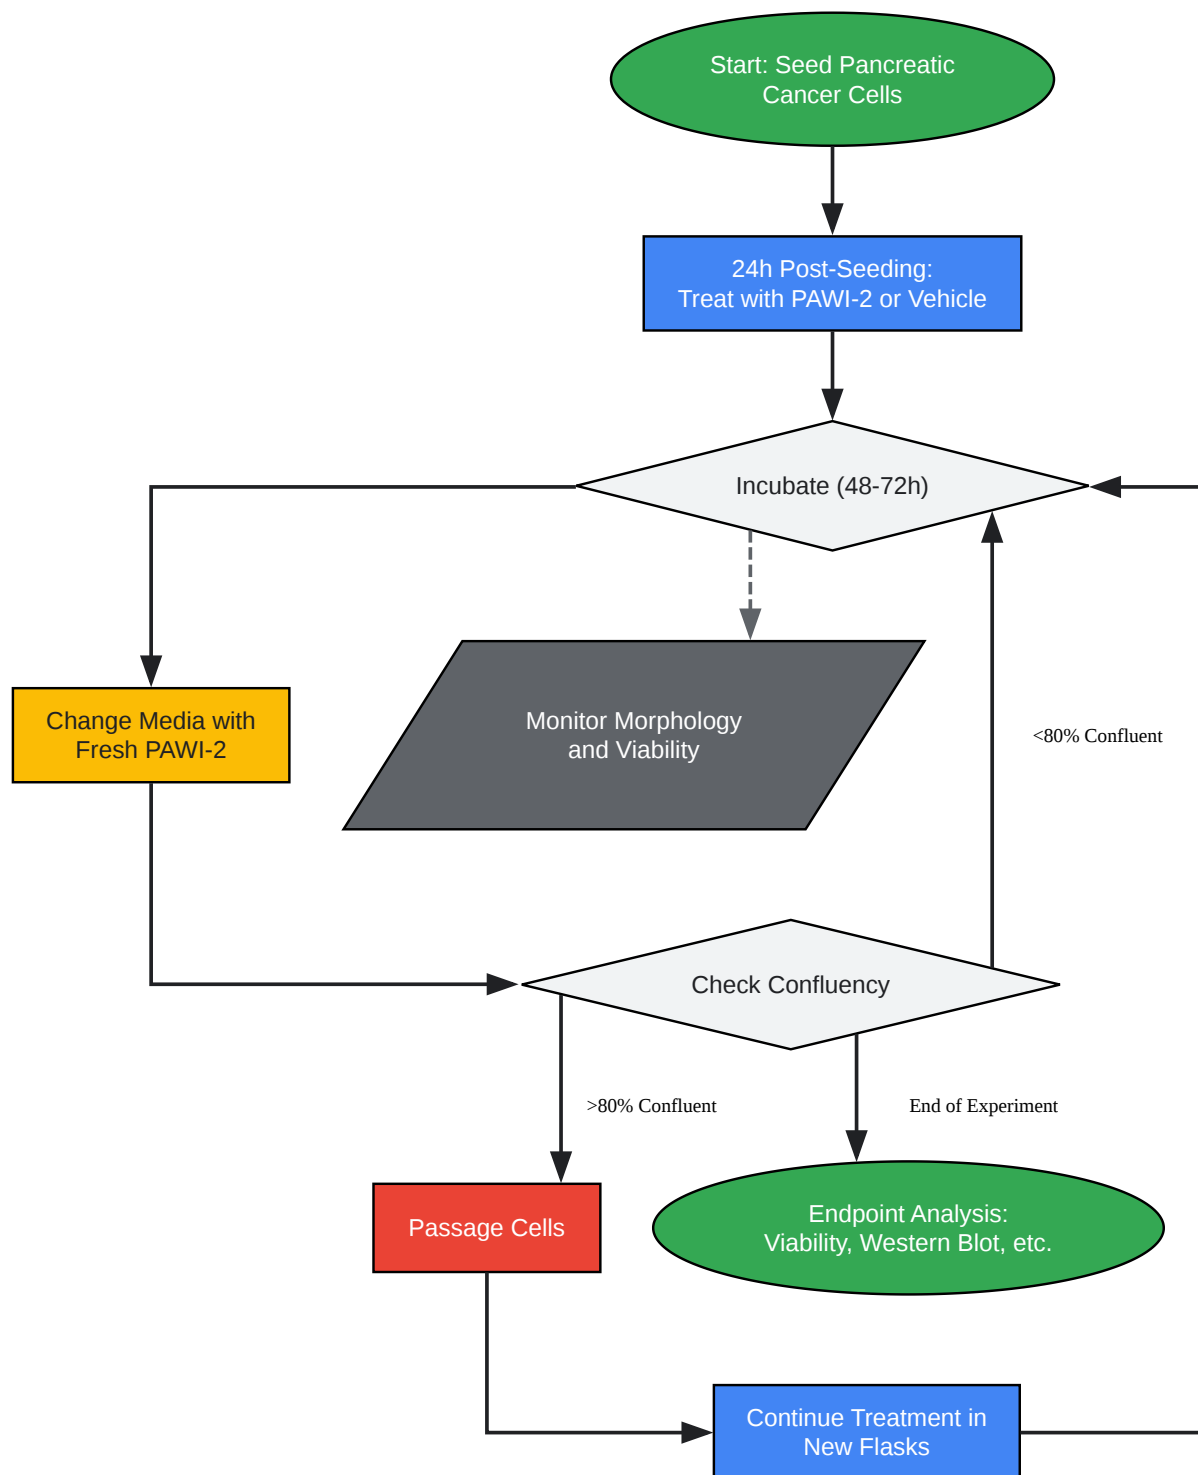 Start: Seed Pancreatic
Cancer Cells
24h Post-Seeding:
Treat with PAWI-2 or Vehicle
Incubate (48-72h)
Change Media with
Fresh PAWI-2
Monitor Morphology
and Viability
<80% Confluent
Check Confluency
>80% Confluent
End of Experiment
Passage Cells
Endpoint Analysis:
Viability, Western Blot, etc.
Continue Treatment in
New Flasks